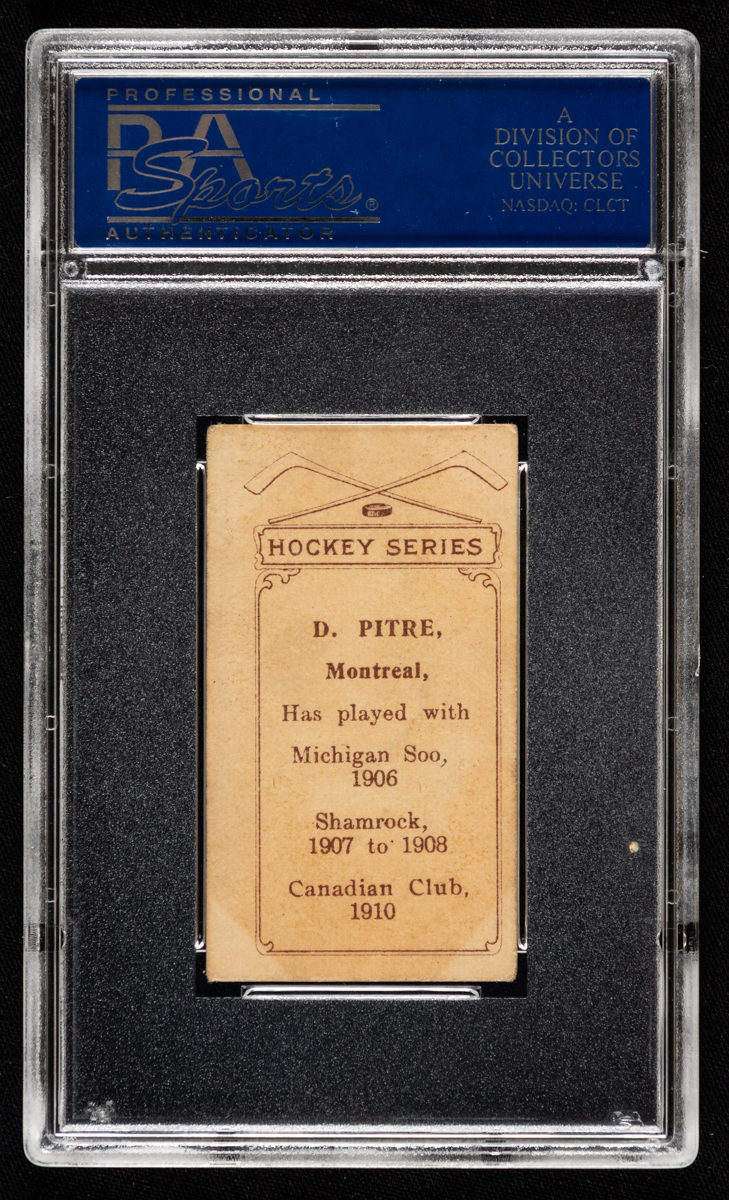 PROFESSIONAL
PSA
Sports®
AUTHENTICATOR
A
DIVISION OF
COLLECTORS
UNIVERSE
NASDAQ: CLCT
HOCKEY SERIES
D. PITRE,
Montreal,
Has played with
Michigan Soo,
1906
Shamrock,
1907 to 1908
Canadian Club,
1910